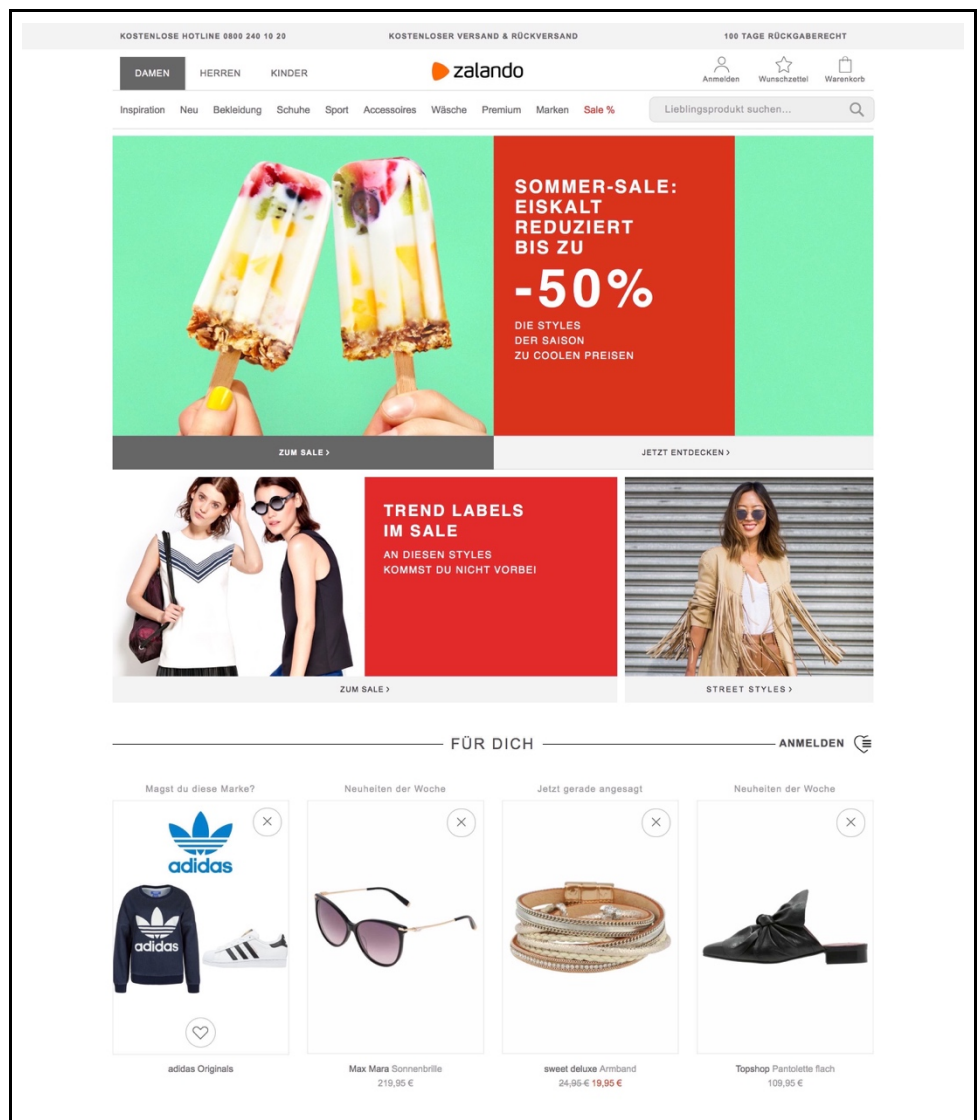 KOSTENLOSE HOTLINE 0800 240 10 20 KOSTENLOSER VERSAND & RÜCKVERSAND 100 TAGE RÜCKGABERECHT
DAMEN HERREN KINDER zalando Anmelden Wunschzettel Warenkorb
Inspiration Neu Bekleidung Schuhe Sport Accessoires Wäsche Premium Marken Sale % Lieblingsprodukt suchen...
SOMMER-SALE:
EISKALT
REDUZIERT
BIS ZU
-50%
DIE STYLES
DER SAISON
ZU COOLEN PREISEN
ZUM SALE › JETZT ENTDECKEN ›
TREND LABELS
IM SALE
AN DIESEN STYLES
KOMMST DU NICHT VORBEI
ZUM SALE › STREET STYLES ›
FÜR DICH ANMELDEN
Magst du diese Marke? Neuheiten der Woche Jetzt gerade angesagt Neuheiten der Woche
adidas
adidas
adidas Originals Max Mara Sonnenbrille sweet deluxe Armband Topshop Pantolette flach
219,95 € 24,95 € 19,95 € 109,95 €